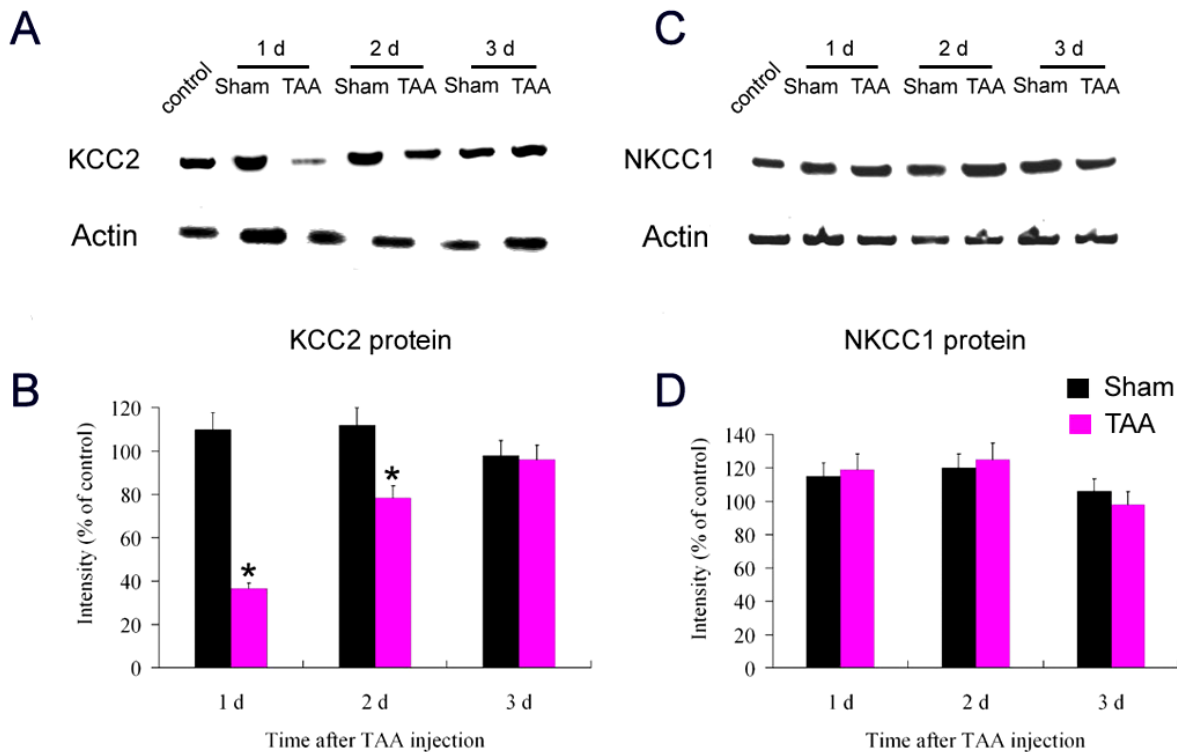 A
1 d 2 d 3 d
control Sham TAA Sham TAA Sham TAA
KCC2
Actin
C
1 d 2 d 3 d
control Sham TAA Sham TAA Sham TAA
NKCC1
Actin
B
KCC2 protein
Intensity (% of control)
120
100
80
60
40
20
0
*
*
1 d 2 d 3 d
Time after TAA injection
D
NKCC1 protein
Sham
TAA
Intensity (% of control)
140
120
100
80
60
40
20
0
1 d 2 d 3 d
Time after TAA injection